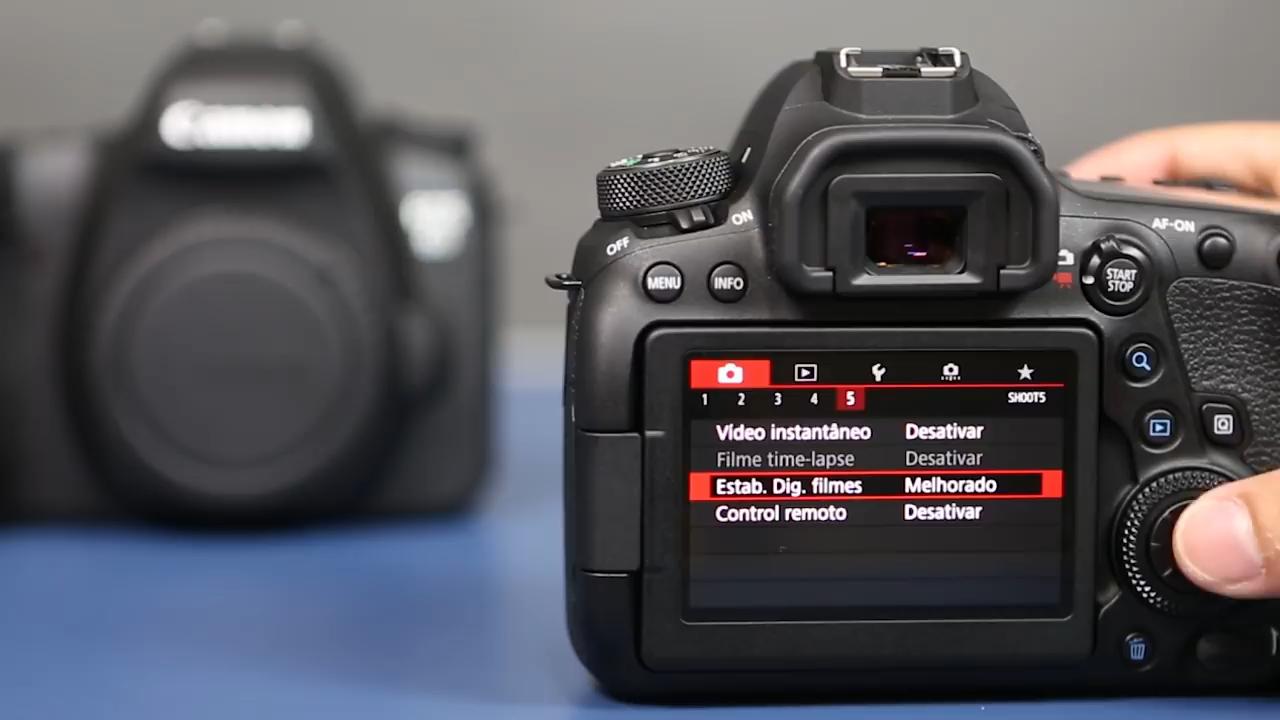 Canon
OFF
ON
MENU
INFO
AF-ON
START
STOP
1 2 3 4 5
SHOOT5
Vídeo instantâneo Desativar
Filme time-lapse Desativar
Estab. Dig. filmes Melhorado
Control remoto Desativar
Q